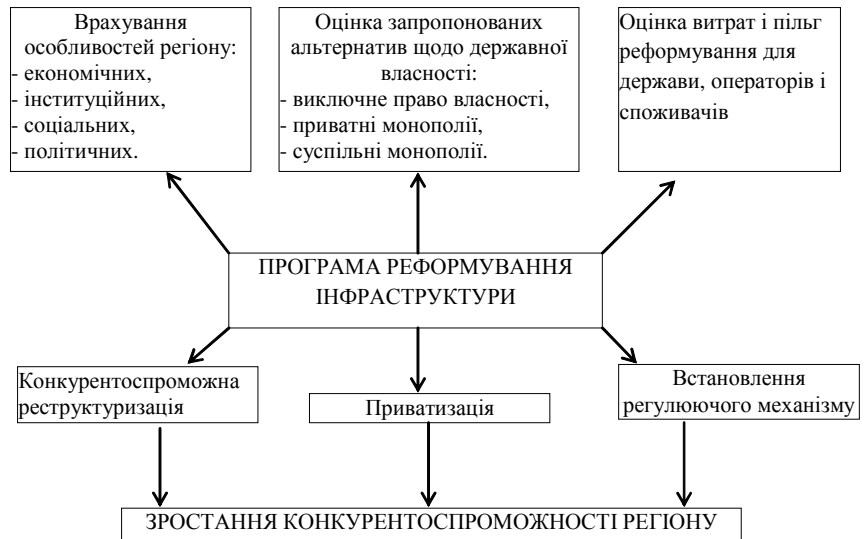 Врахування
особливостей регіону:
- економічних,
- інституційних,
- соціальних,
- політичних.
Оцінка запропонованих
альтернатив щодо державної
власності:
- виключне право власності,
- приватні монополії,
- суспільні монополії.
Оцінка витрат і пільг
реформування для
держави, операторів і
споживачів
ПРОГРАМА РЕФОРМУВАННЯ
ІНФРАСТРУКТУРИ
Конкурентоспроможна
реструктуризація
Приватизація
Встановлення
регулюючого механізму
ЗРОСТАННЯ КОНКУРЕНТОСПРОМОЖНОСТІ РЕГІОНУ